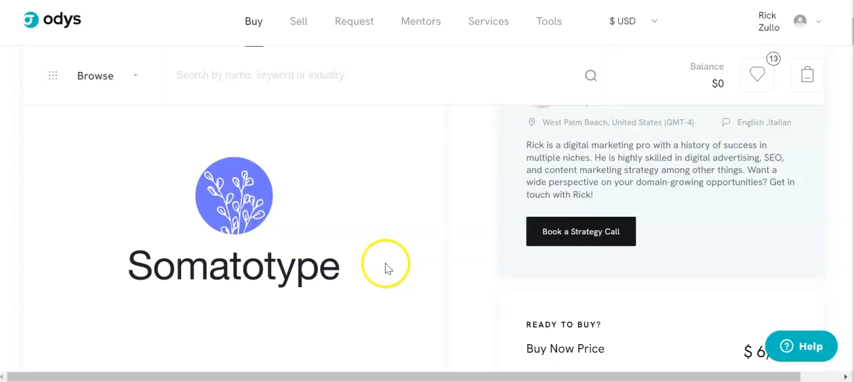 odys
Buy Sell Request Mentors Services Tools $ USD Rick
Zullo
Browse Search by name, keyword or industry Balance 13
$0
West Palm Beach, United States (GMT-4) English ,Italian
Rick is a digital marketing pro with a history of success in
multiple niches. He is highly skilled in digital advertising, SEO,
and content marketing strategy among other things. Want a
wide perspective on your domain-growing opportunities? Get in
touch with Rick!
Book a Strategy Call
Somatotype
READY TO BUY?
Buy Now Price $ 6,
Help